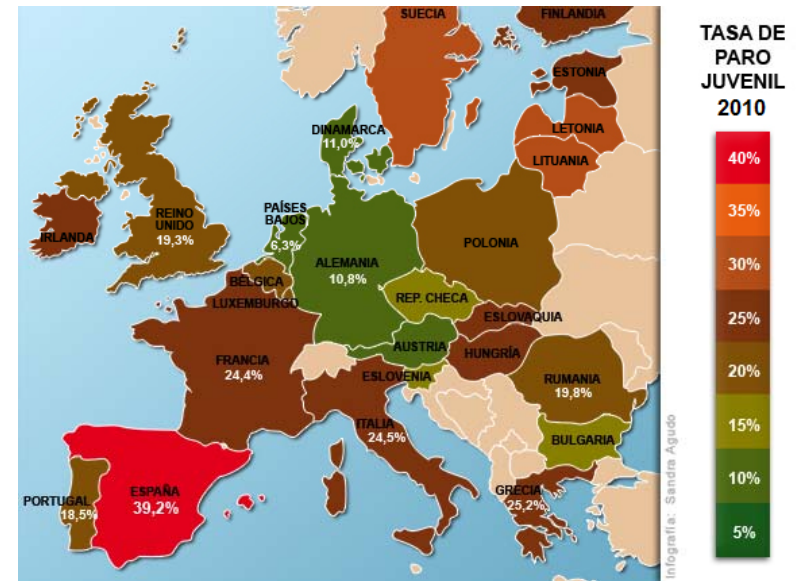 SUECIA
FINLANDIA
ESTONIA
LETONIA
LITUANIA
DINAMARCA
11,0%
IRLANDA
REINO
UNIDO
19,3%
PAÍSES
BAJOS
6,3%
ALEMANIA
10,8%
POLONIA
BÉLGICA
LUXEMBURGO
REP. CHECA
ESLOVAQUIA
AUSTRIA
HUNGRÍA
FRANCIA
24,4%
ESLOVENIA
RUMANIA
19,8%
ITALIA
24,5%
BULGARIA
PORTUGAL
18,5%
ESPAÑA
39,2%
GRECIA
25,2%
Infografía: Sandra Agudo
TASA DE
PARO
JUVENIL
2010
40%
35%
30%
25%
20%
15%
10%
5%